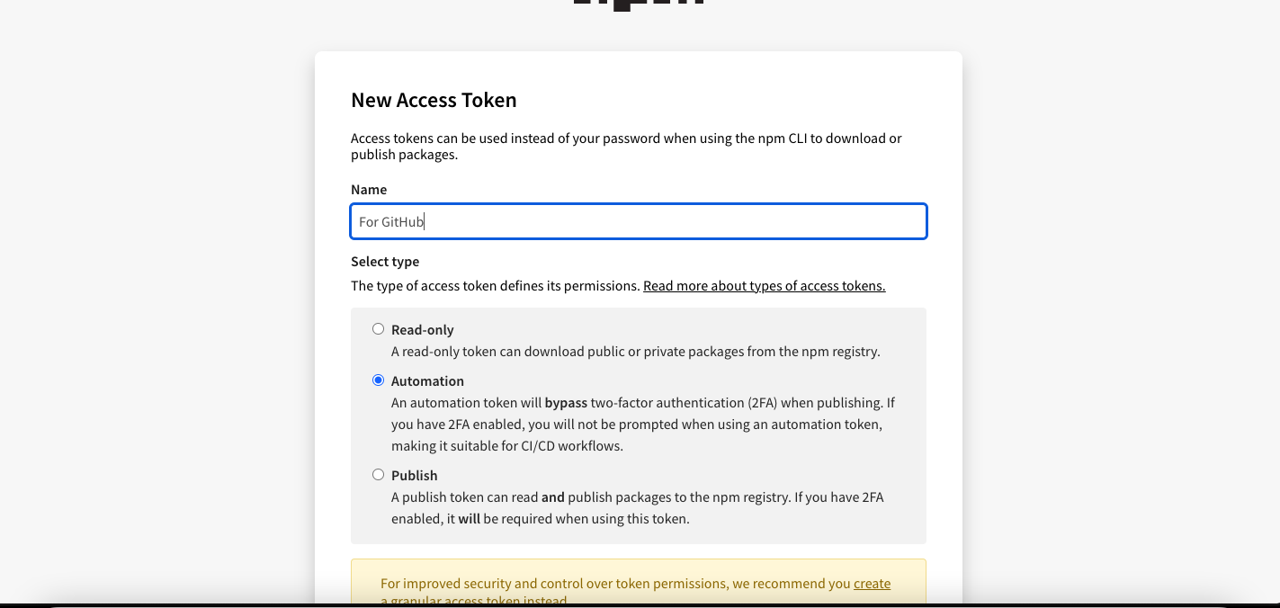 New Access Token
Access tokens can be used instead of your password when using the npm CLI to download or
publish packages.
Name
For GitHub
Select type
The type of access token defines its permissions. Read more about types of access tokens.
Read-only
A read-only token can download public or private packages from the npm registry.
Automation
An automation token will bypass two-factor authentication (2FA) when publishing. If
you have 2FA enabled, you will not be prompted when using an automation token,
making it suitable for CI/CD workflows.
Publish
A publish token can read and publish packages to the npm registry. If you have 2FA
enabled, it will be required when using this token.
For improved security and control over token permissions, we recommend you create
a granular access token instead